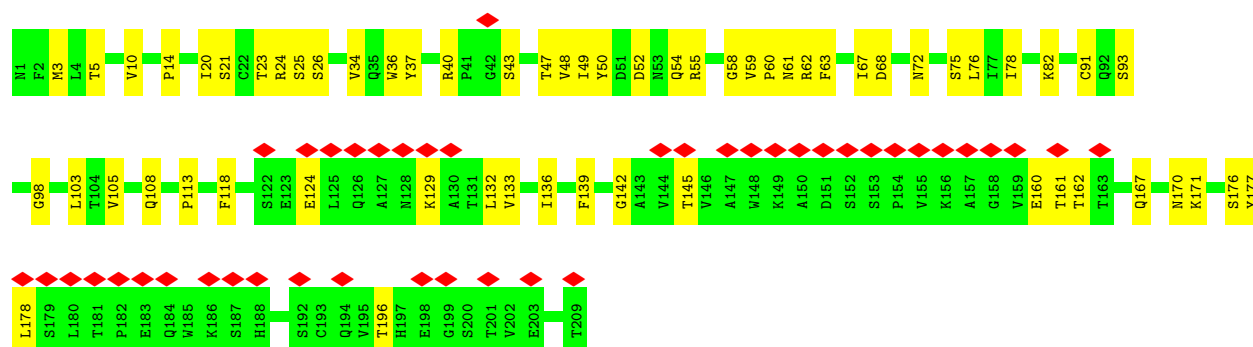 N1 F2 M3 L4 T5 V10 P14 I20 S21 C22 T23 R24 S25 S26 V34 Q35 W36 Y37 R40 P41 G42 S43 T47 V48 I49 Y50 D51 D52 N53 Q54 R55 G58 V59 P60 N61 R62 F63 I67 D68 N72 S75 L76 I77 I78 K82 C91 Q92 S93
G98 L103 T104 V105 Q108 P113 F118 S122 E123 E124 L125 Q126 A127 N128 K129 A130 T131 L132 V133 I136 F139 G142 A143 V144 T145 V146 A147 W148 K149 A150 D151 S152 S153 P154 V155 K156 A157 G158 V159 E160 T161 T162 T163 Q167 N170 K171 S176 Y177
L178 S179 L180 T181 P182 E183 Q184 W185 K186 S187 H188 S192 C193 Q194 V195 T196 H197 E198 G199 S200 T201 V202 E203 T209